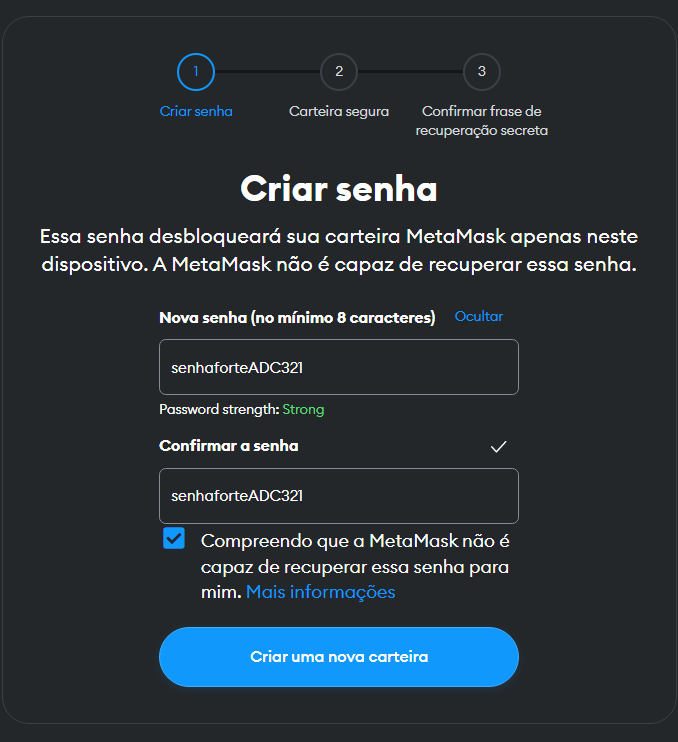 1
2
3
Criar senha
Carteira segura
Confirmar frase de
recuperação secreta
Criar senha
Essa senha desbloqueará sua carteira MetaMask apenas neste
dispositivo. A MetaMask não é capaz de recuperar essa senha.
Nova senha (no mínimo 8 caracteres)
Ocultar
senhaforteADC321
Password strength: Strong
Confirmar a senha
senhaforteADC321
Compreendo que a MetaMask não é
capaz de recuperar essa senha para
mim. Mais informações
Criar uma nova carteira